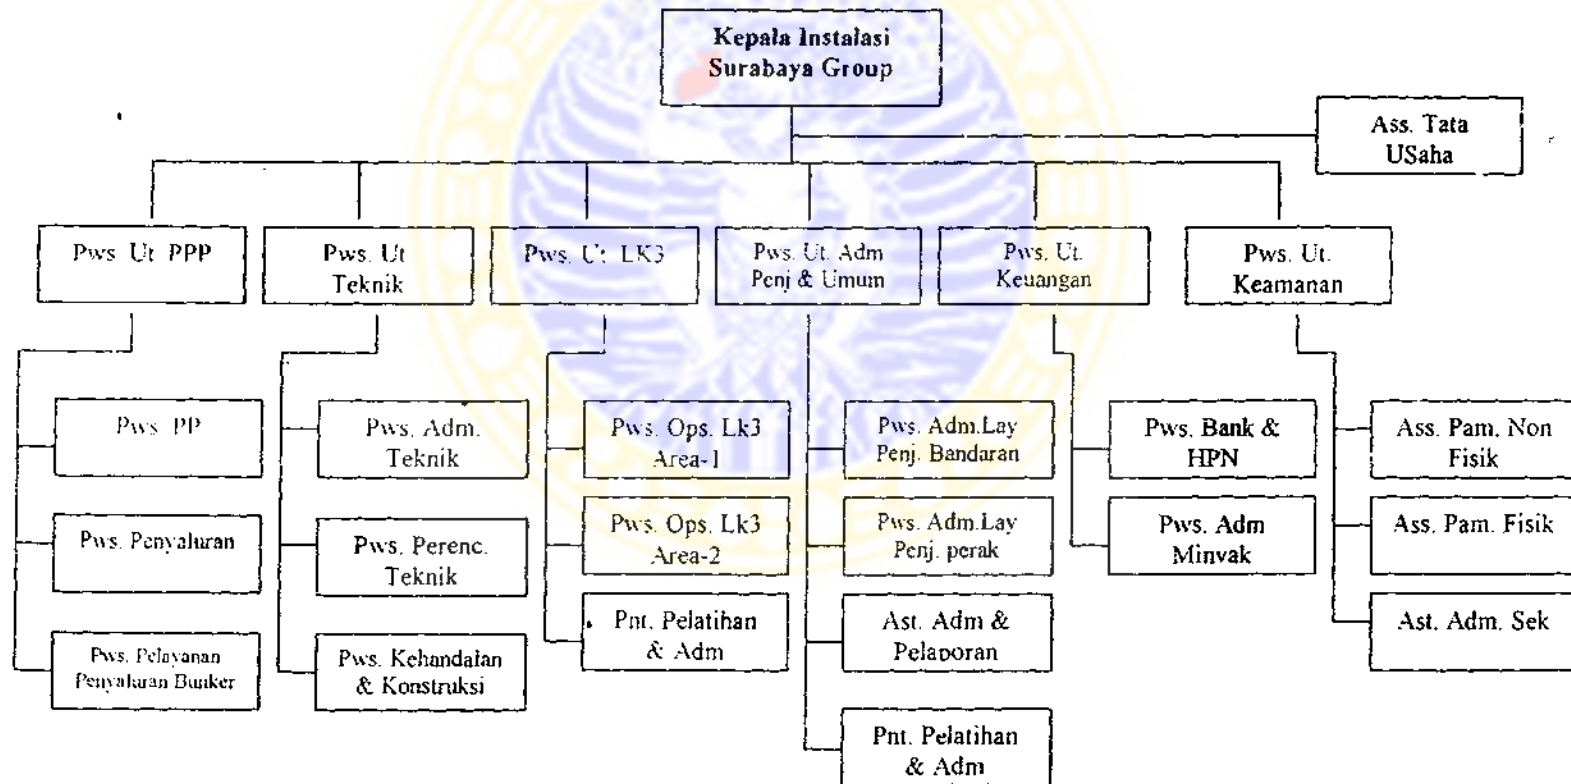 Kepala Instalasi
Surabaya Group
Ass. Tata
USaha
Pws. Ut. PPP
Pws. Ut
Teknik
Pws. Ut. LK3
Pws. Ut. Adm
Penj & Umum
Pws. Ut.
Keuangan
Pws. Ut.
Keamanan
Pws. PP
Pws. Penyaluran
Pws. Pelayanan
Penyaluran Bunker
Pws. Adm.
Teknik
Pws. Perenc.
Teknik
Pws. Kehandalan
& Konstruksi
Pws. Ops. Lk3
Area-1
Pws. Ops. Lk3
Area-2
Pnt. Pelatihan
& Adm
Pws. Adm.Lay
Penj. Bandaran
Pws. Adm.Lay
Penj. perak
Ast. Adm &
Pelaporan
Pnt. Pelatihan
& Adm
Pws. Bank &
HPN
Pws. Adm
Minyak
Ass. Pam. Non
Fisik
Ass. Pam. Fisik
Ast. Adm. Sek